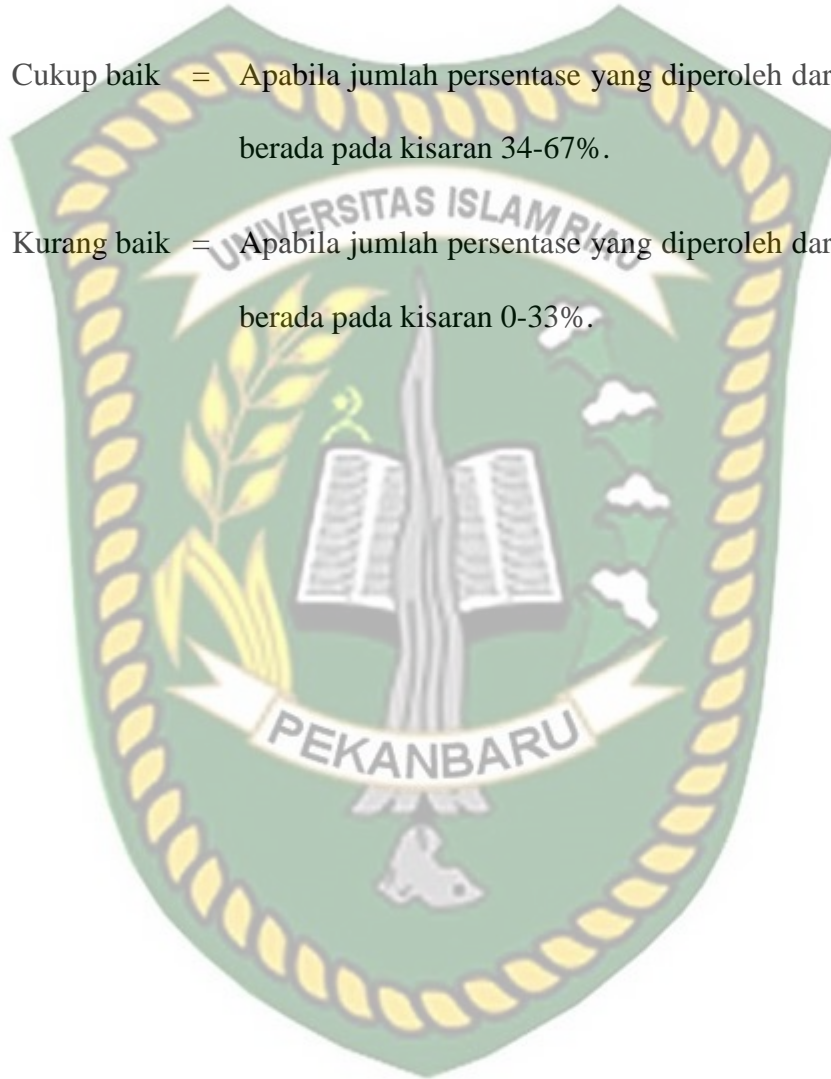 Cukup baik = Apabila jumlah persentase yang diperoleh dar
berada pada kisaran 34-67%.
UNIVERSITAS ISLAM RIAU
Kurang baik = Apabila jumlah persentase yang diperoleh dar
berada pada kisaran 0-33%.
PEKANBARU